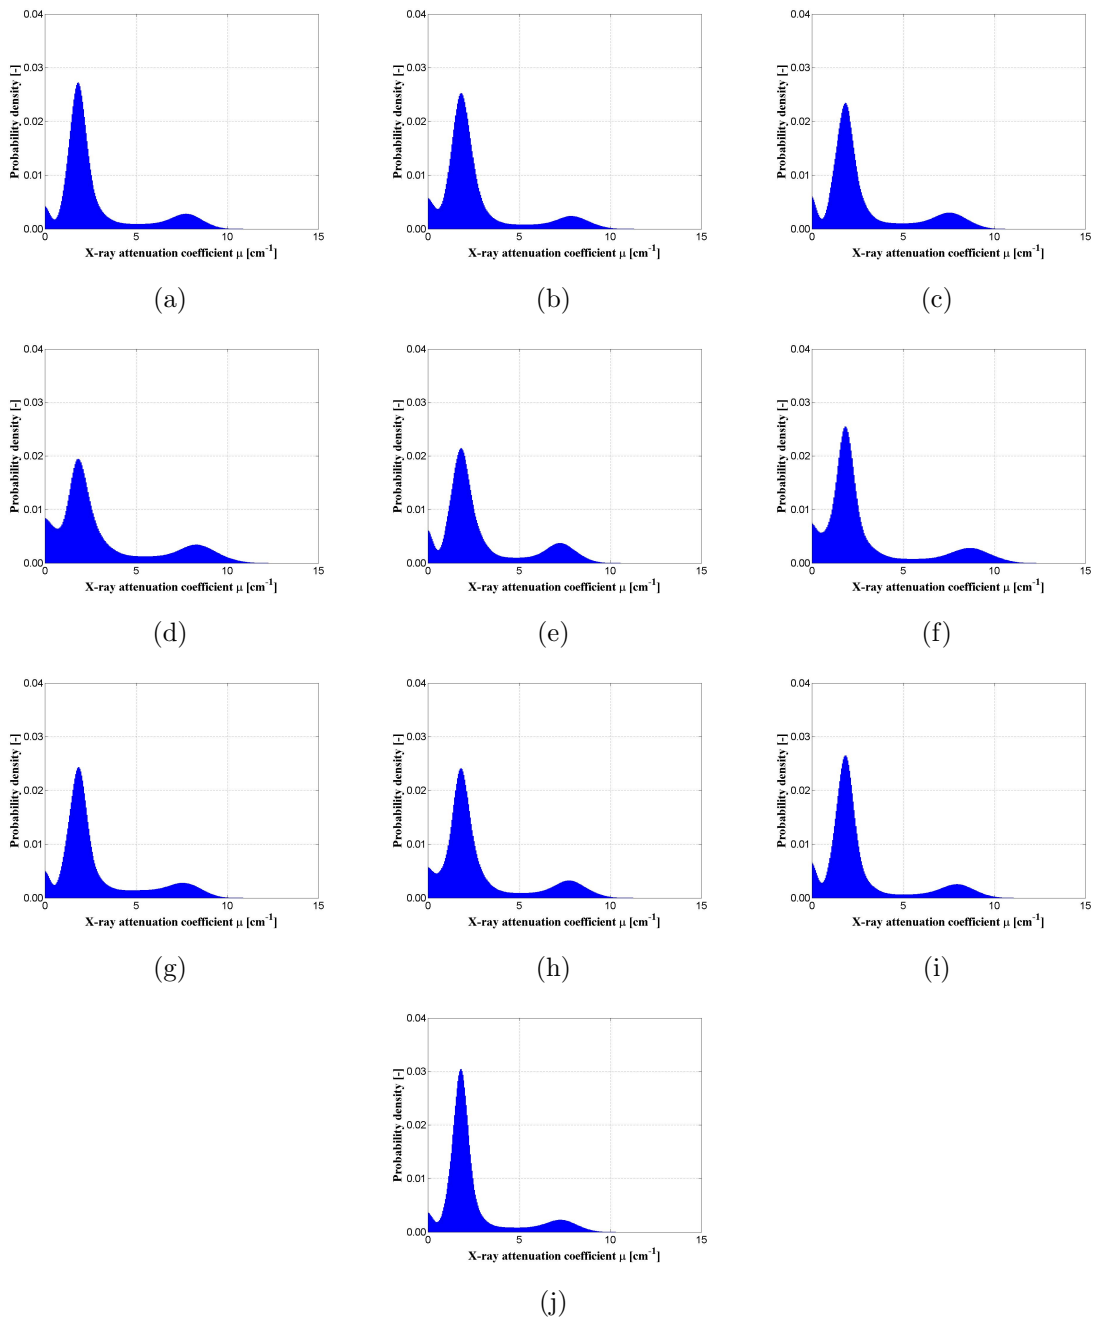 0.04 0.04 0.04
0.03 0.03 0.03
0.02 0.02 0.02
0.01 0.01 0.01
0.00 0.00 0.00
Probability density [-] Probability density [-] Probability density [-]
0 5 10 15 0 5 10 15 0 5 10 15
X-ray attenuation coefficient μ [cm⁻¹] X-ray attenuation coefficient μ [cm⁻¹] X-ray attenuation coefficient μ [cm⁻¹]
(a) (b) (c)
0.04 0.04 0.04
0.03 0.03 0.03
0.02 0.02 0.02
0.01 0.01 0.01
0.00 0.00 0.00
Probability density [-] Probability density [-] Probability density [-]
0 5 10 15 0 5 10 15 0 5 10 15
X-ray attenuation coefficient μ [cm⁻¹] X-ray attenuation coefficient μ [cm⁻¹] X-ray attenuation coefficient μ [cm⁻¹]
(d) (e) (f)
0.04 0.04 0.04
0.03 0.03 0.03
0.02 0.02 0.02
0.01 0.01 0.01
0.00 0.00 0.00
Probability density [-] Probability density [-] Probability density [-]
0 5 10 15 0 5 10 15 0 5 10 15
X-ray attenuation coefficient μ [cm⁻¹] X-ray attenuation coefficient μ [cm⁻¹] X-ray attenuation coefficient μ [cm⁻¹]
(g) (h) (i)
0.04
0.03
0.02
0.01
0.00
Probability density [-]
0 5 10 15
X-ray attenuation coefficient μ [cm⁻¹]
(j)